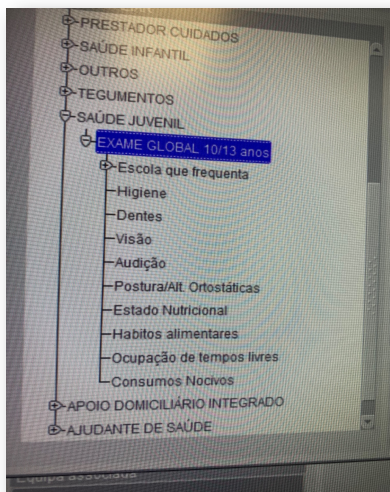 PRESTADOR CUIDADOS
SAÚDE INFANTIL
OUTROS
TEGUMENTOS
SAÚDE JUVENIL
EXAME GLOBAL 10/13 anos
Escola que frequenta
Higiene
Dentes
Visão
Audição
Postura/Alt. Ortostáticas
Estado Nutricional
Habitos alimentares
Ocupação de tempos livres
Consumos Nocivos
APOIO DOMICILIÁRIO INTEGRADO
AJUDANTE DE SAÚDE
Equipa associada